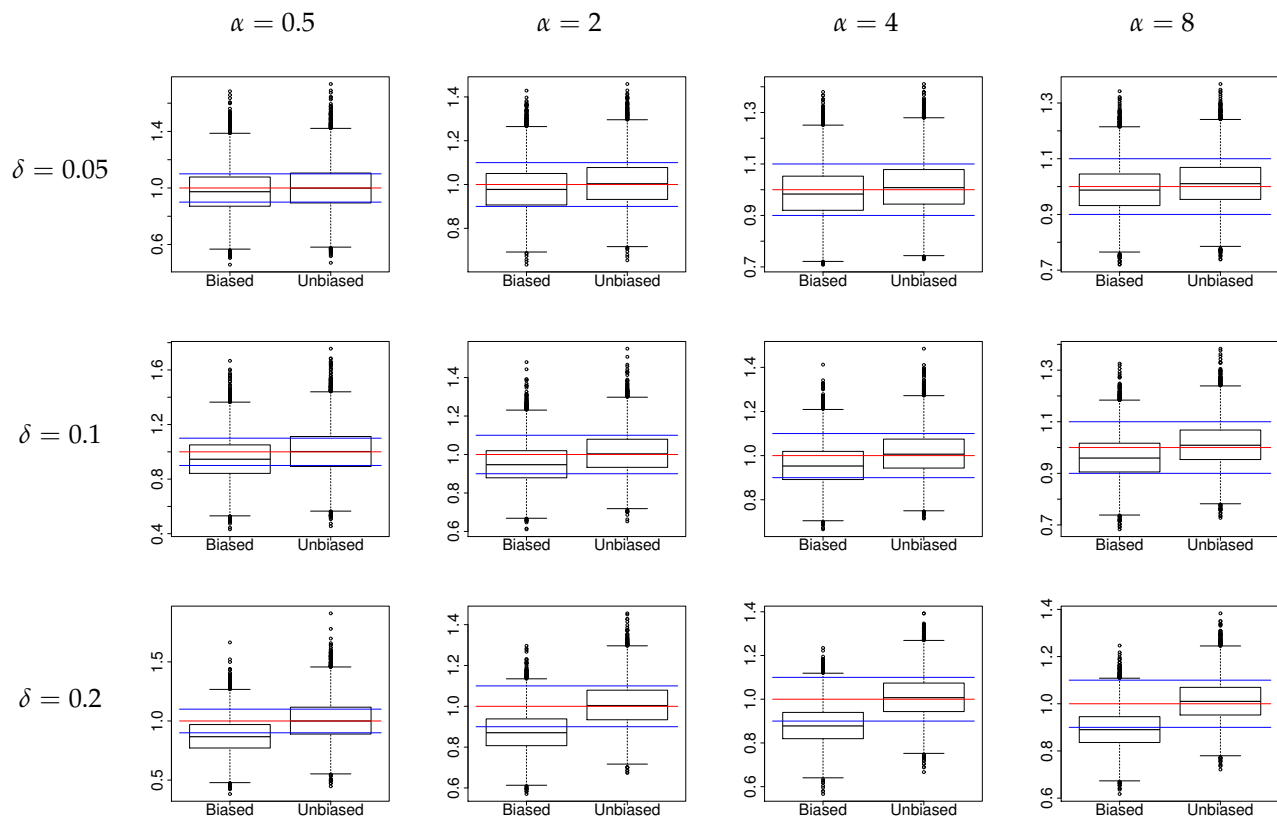 α = 0.5 α = 2 α = 4 α = 8
δ = 0.05
0.6 1.0 1.4
Biased Unbiased
0.8 1.0 1.2 1.4
Biased Unbiased
0.7 0.9 1.1 1.3
Biased Unbiased
0.7 0.9 1.1 1.3
Biased Unbiased
δ = 0.1
0.4 0.8 1.2 1.6
Biased Unbiased
0.6 0.8 1.0 1.2 1.4
Biased Unbiased
0.8 1.0 1.2 1.4
Biased Unbiased
0.7 0.9 1.1 1.3
Biased Unbiased
δ = 0.2
0.5 1.0 1.5
Biased Unbiased
0.6 0.8 1.0 1.2 1.4
Biased Unbiased
0.6 0.8 1.0 1.2 1.4
Biased Unbiased
0.6 0.8 1.0 1.2 1.4
Biased Unbiased